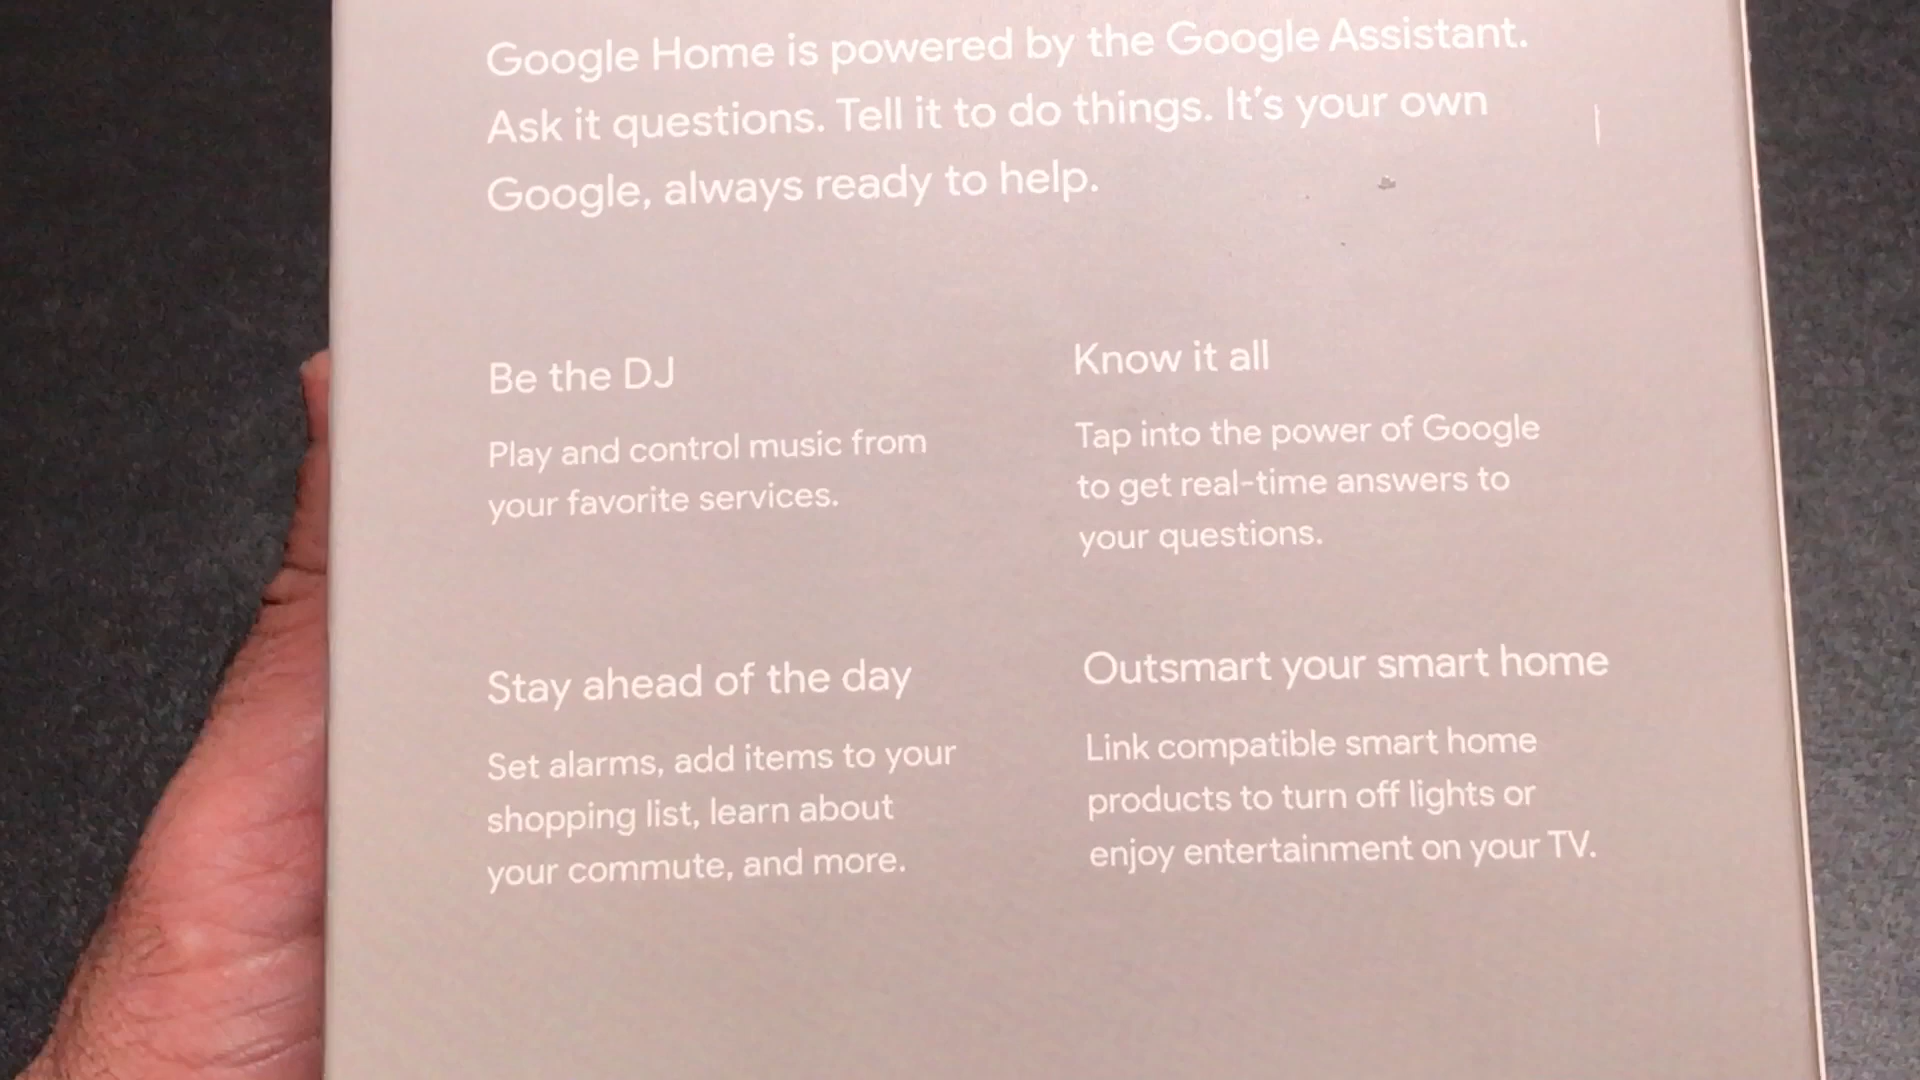 Google Home is powered by the Google Assistant.
Ask it questions. Tell it to do things. It's your own
Google, always ready to help.
Be the DJ
Play and control music from
your favorite services.
Know it all
Tap into the power of Google
to get real-time answers to
your questions.
Stay ahead of the day
Set alarms, add items to your
shopping list, learn about
your commute, and more.
Outsmart your smart home
Link compatible smart home
products to turn off lights or
enjoy entertainment on your TV.